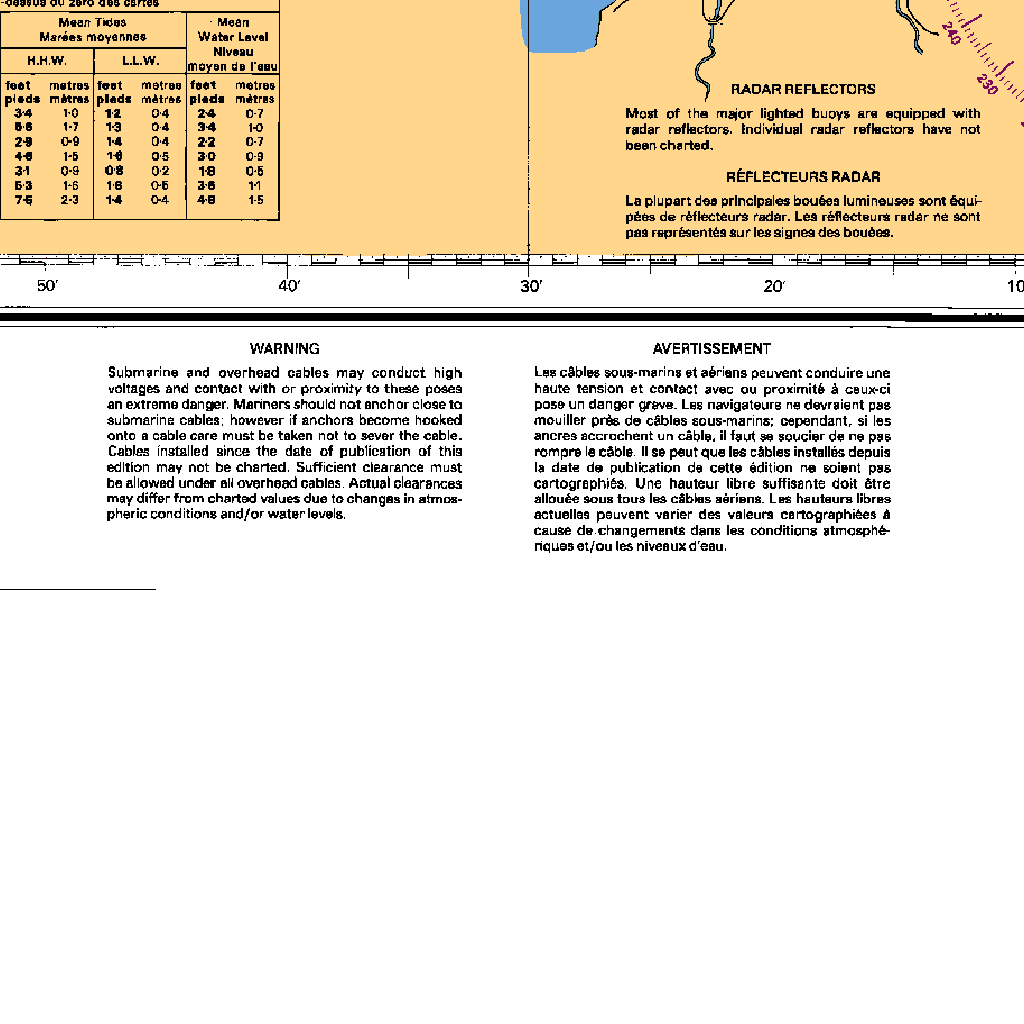 -dessus du zéro des cartes
Mean Tides
Marées moyennes
Mean
Water Level
Niveau
moyen de l'eau
H.H.W. L.L.W.
feet metres feet metres feet metres
pieds mètres pieds mètres pieds mètres
3·4 1·0 1·2 0·4 2·4 0·7
5·6 1·7 1·3 0·4 3·4 1·0
2·9 0·9 1·4 0·4 2·2 0·7
4·8 1·5 1·6 0·5 3·0 0·9
3·1 0·9 0·8 0·2 1·8 0·5
5·3 1·6 1·6 0·5 3·6 1·1
7·6 2·3 1·4 0·4 4·8 1·5
240
230
RADAR REFLECTORS
Most of the major lighted buoys are equipped with
radar reflectors. Individual radar reflectors have not
been charted.
RÉFLECTEURS RADAR
La plupart des principales bouées lumineuses sont équi-
pées de réflecteurs radar. Les réflecteurs radar ne sont
pas représentés sur les signes des bouées.
50′ 40′ 30′ 20′ 10
WARNING
Submarine and overhead cables may conduct high
voltages and contact with or proximity to these poses
an extreme danger. Mariners should not anchor close to
submarine cables; however if anchors become hooked
onto a cable care must be taken not to sever the cable.
Cables installed since the date of publication of this
edition may not be charted. Sufficient clearance must
be allowed under all overhead cables. Actual clearances
may differ from charted values due to changes in atmos-
pheric conditions and/or water levels.
AVERTISSEMENT
Les câbles sous-marins et aériens peuvent conduire une
haute tension et contact avec ou proximité à ceux-ci
pose un danger grave. Les navigateurs ne devraient pas
mouiller près de câbles sous-marins; cependant, si les
ancres accrochent un câble, il faut se soucier de ne pas
rompre le câble. Il se peut que les câbles installés depuis
la date de publication de cette édition ne soient pas
cartographiés. Une hauteur libre suffisante doit être
allouée sous tous les câbles aériens. Les hauteurs libres
actuelles peuvent varier des valeurs cartographiées à
cause de changements dans les conditions atmosphé-
riques et/ou les niveaux d'eau.